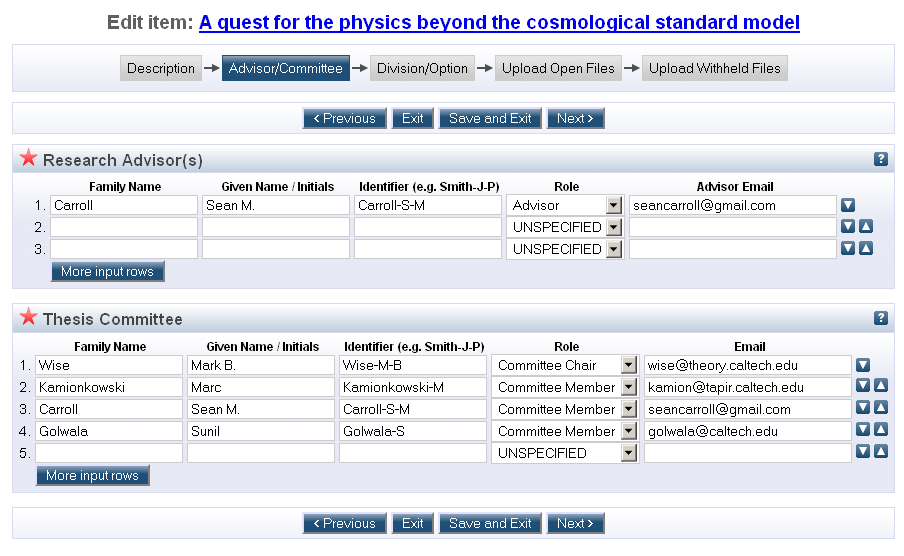 Edit item: A quest for the physics beyond the cosmological standard model
Description Advisor/Committee Division/Option Upload Open Files Upload Withheld Files
< Previous Exit Save and Exit Next >
Research Advisor(s) ?
Family Name Given Name / Initials Identifier (e.g. Smith-J-P) Role Advisor Email
1. Carroll Sean M. Carroll-S-M Advisor seancarroll@gmail.com
2. UNSPECIFIED
3. UNSPECIFIED
More input rows
Thesis Committee ?
Family Name Given Name / Initials Identifier (e.g. Smith-J-P) Role Email
1. Wise Mark B. Wise-M-B Committee Chair wise@theory.caltech.edu
2. Kamionkowski Marc Kamionkowski-M Committee Member kamion@tapir.caltech.edu
3. Carroll Sean M. Carroll-S-M Committee Member seancarroll@gmail.com
4. Golwala Sunil Golwala-S Committee Member golwala@caltech.edu
5. UNSPECIFIED
More input rows
< Previous Exit Save and Exit Next >